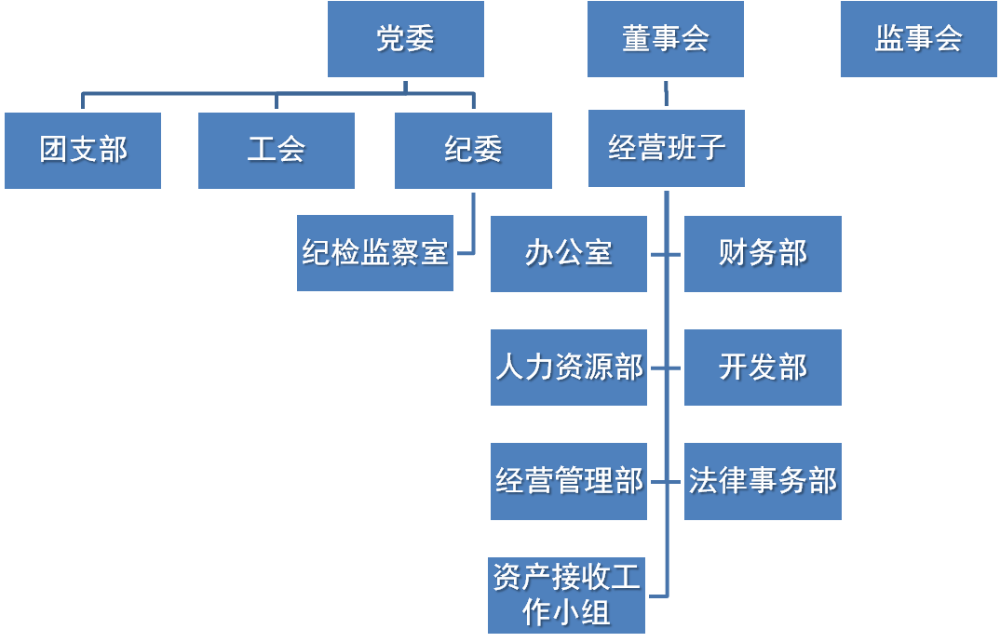 党委
董事会
监事会
团支部
工会
纪委
经营班子
纪检监察室
办公室
财务部
人力资源部
开发部
经营管理部
法律事务部
资产接收工
作小组